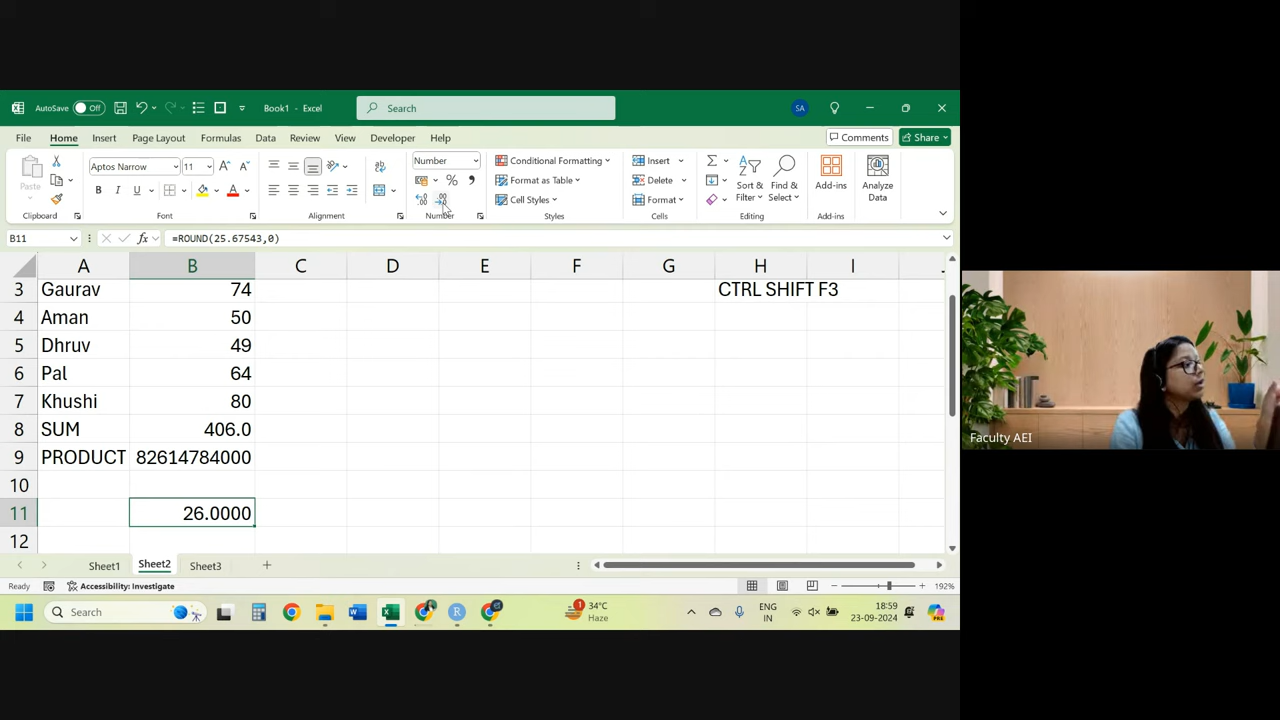 AutoSave Off Book1 - Excel Search SA
File Home Insert Page Layout Formulas Data Review View Developer Help Comments Share
Paste Aptos Narrow 11 Number Conditional Formatting Insert Sort & Filter Find & Select Add-ins Analyze Data
Format as Table Delete
Cell Styles Format
Clipboard Font Alignment Number Styles Cells Editing Add-ins
B11 =ROUND(25.67543,0)
A B C D E F G H I
3 Gaurav 74 CTRL SHIFT F3
4 Aman 50
5 Dhruv 49
6 Pal 64
7 Khushi 80
8 SUM 406.0
9 PRODUCT 82614784000
10
11 26.0000
12
Sheet1 Sheet2 Sheet3
Ready Accessibility: Investigate 192%
Search 34°C Haze ENG IN 18:59 23-09-2024
Faculty AEI